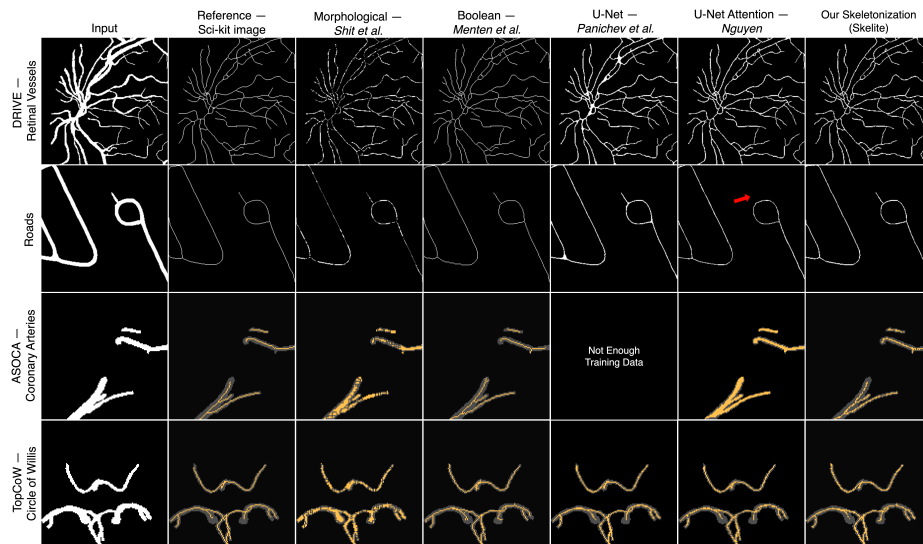 Input
Reference —
Sci-kit image
Morphological —
Shit et al.
Boolean —
Menten et al.
U-Net —
Panichev et al.
U-Net Attention —
Nguyen
Our Skeletonization
(Skelite)
DRIVE —
Retinal Vessels
Roads
ASOCA —
Coronary Arteries
Not Enough
Training Data
TopCoW —
Circle of Willis